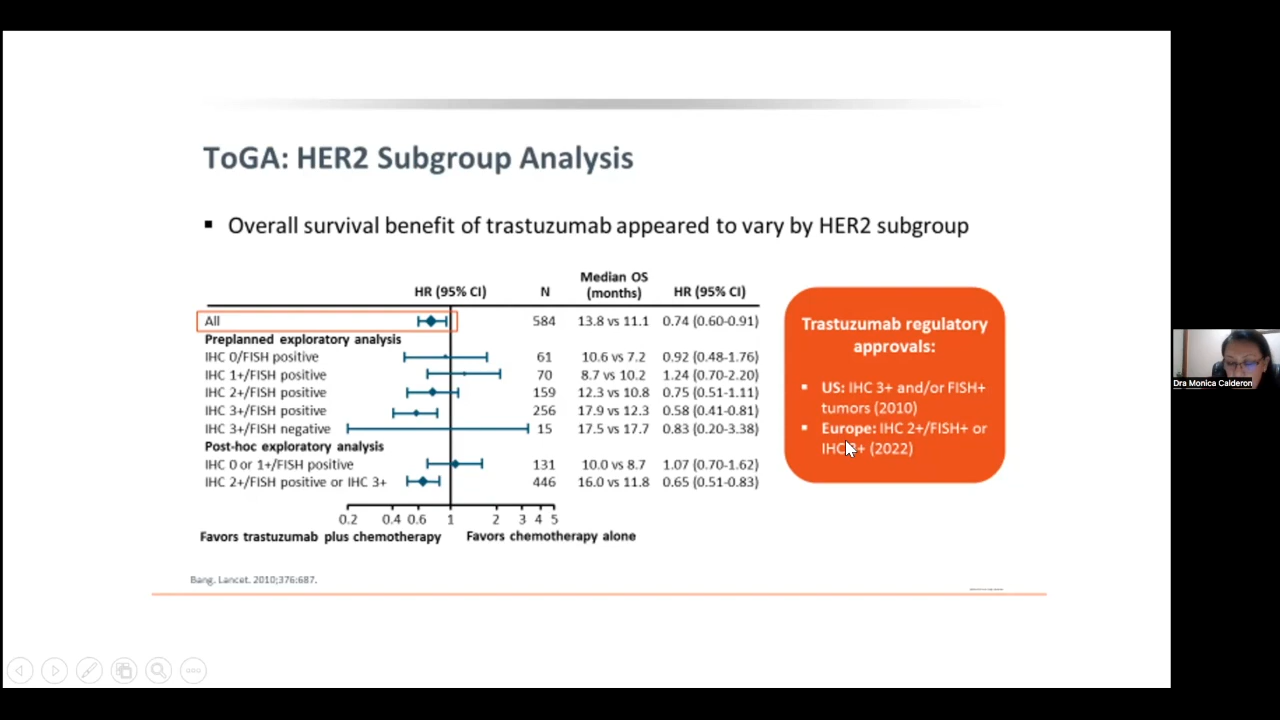 ToGA: HER2 Subgroup Analysis
▪ Overall survival benefit of trastuzumab appeared to vary by HER2 subgroup
HR (95% CI) N Median OS (months) HR (95% CI)
All 584 13.8 vs 11.1 0.74 (0.60-0.91)
Preplanned exploratory analysis
IHC 0/FISH positive 61 10.6 vs 7.2 0.92 (0.48-1.76)
IHC 1+/FISH positive 70 8.7 vs 10.2 1.24 (0.70-2.20)
IHC 2+/FISH positive 159 12.3 vs 10.8 0.75 (0.51-1.11)
IHC 3+/FISH positive 256 17.9 vs 12.3 0.58 (0.41-0.81)
IHC 3+/FISH negative 15 17.5 vs 17.7 0.83 (0.20-3.38)
Post-hoc exploratory analysis
IHC 0 or 1+/FISH positive 131 10.0 vs 8.7 1.07 (0.70-1.62)
IHC 2+/FISH positive or IHC 3+ 446 16.0 vs 11.8 0.65 (0.51-0.83)
0.2 0.4 0.6 1 2 3 4 5
Favors trastuzumab plus chemotherapy Favors chemotherapy alone
Trastuzumab regulatory
approvals:
▪ US: IHC 3+ and/or FISH+
tumors (2010)
▪ Europe: IHC 2+/FISH+ or
IHC 3+ (2022)
Bang. Lancet. 2010;376:687.
Dra Monica Calderon